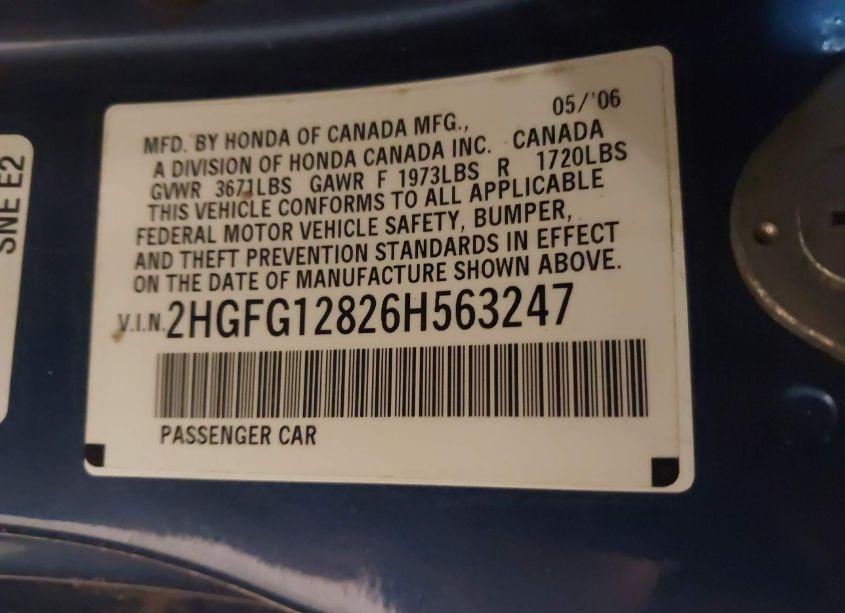 SNE E2
05/'06
MFD. BY HONDA OF CANADA MFG.,
A DIVISION OF HONDA CANADA INC. CANADA
GVWR 3671LBS GAWR F 1973LBS R 1720LBS
THIS VEHICLE CONFORMS TO ALL APPLICABLE
FEDERAL MOTOR VEHICLE SAFETY, BUMPER,
AND THEFT PREVENTION STANDARDS IN EFFECT
ON THE DATE OF MANUFACTURE SHOWN ABOVE.
V.I.N. 2HGFG12826H563247
PASSENGER CAR